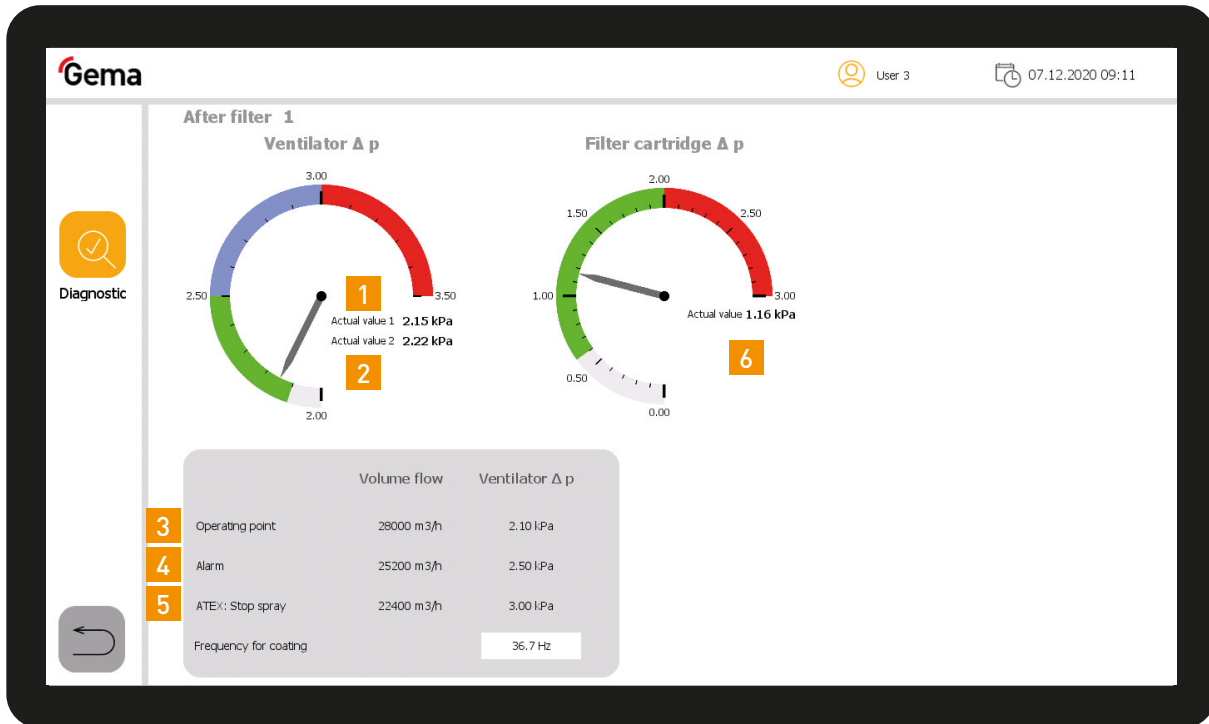 Gema
User 3
07.12.2020 09:11
After filter 1
Ventilator Δ p
Filter cartridge Δ p
3.00
2.50
3.50
2.00
1
Actual value 1 2.15 kPa
Actual value 2 2.22 kPa
2
2.00
1.50
2.50
1.00
3.00
0.50
0.00
Actual value 1.16 kPa
6
Diagnostic
Volume flow Ventilator Δ p
3 Operating point 28000 m3/h 2.10 kPa
4 Alarm 25200 m3/h 2.50 kPa
5 ATEX: Stop spray 22400 m3/h 3.00 kPa
Frequency for coating 36.7 Hz